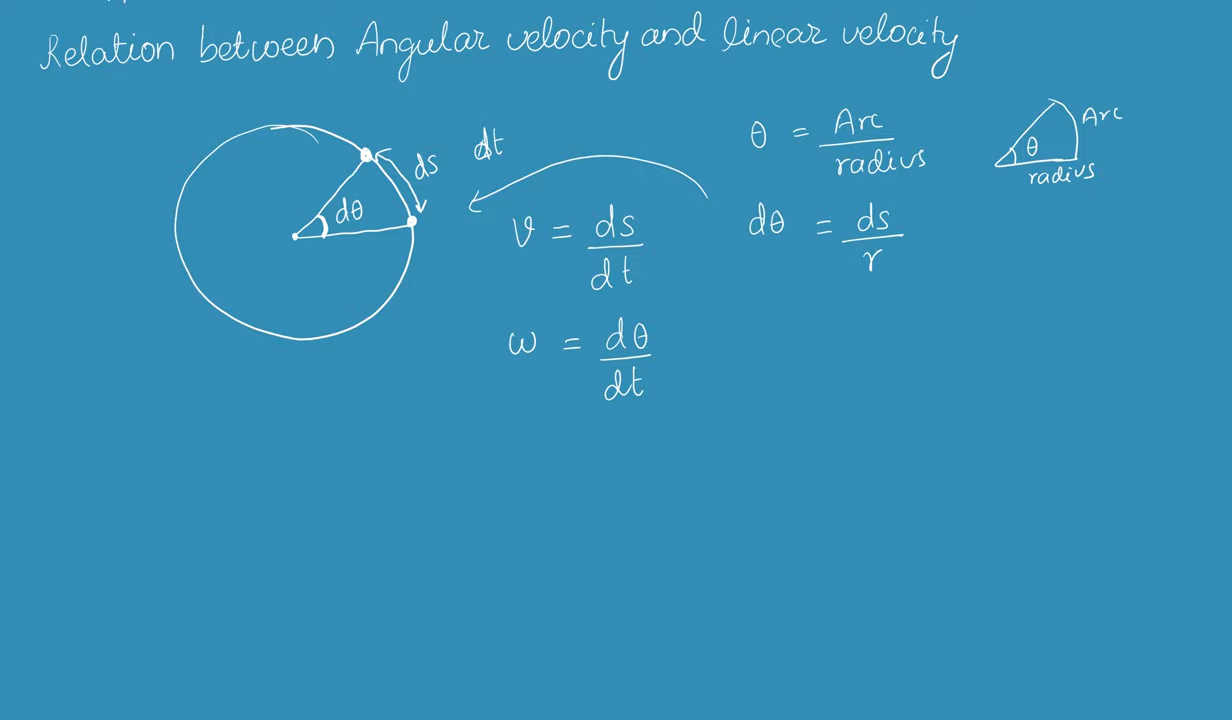 Relation between Angular velocity and linear velocity
dθ
ds
dt
v = ds/dt
ω = dθ/dt
θ = Arc/radius
dθ = ds/r
θ
Arc
radius